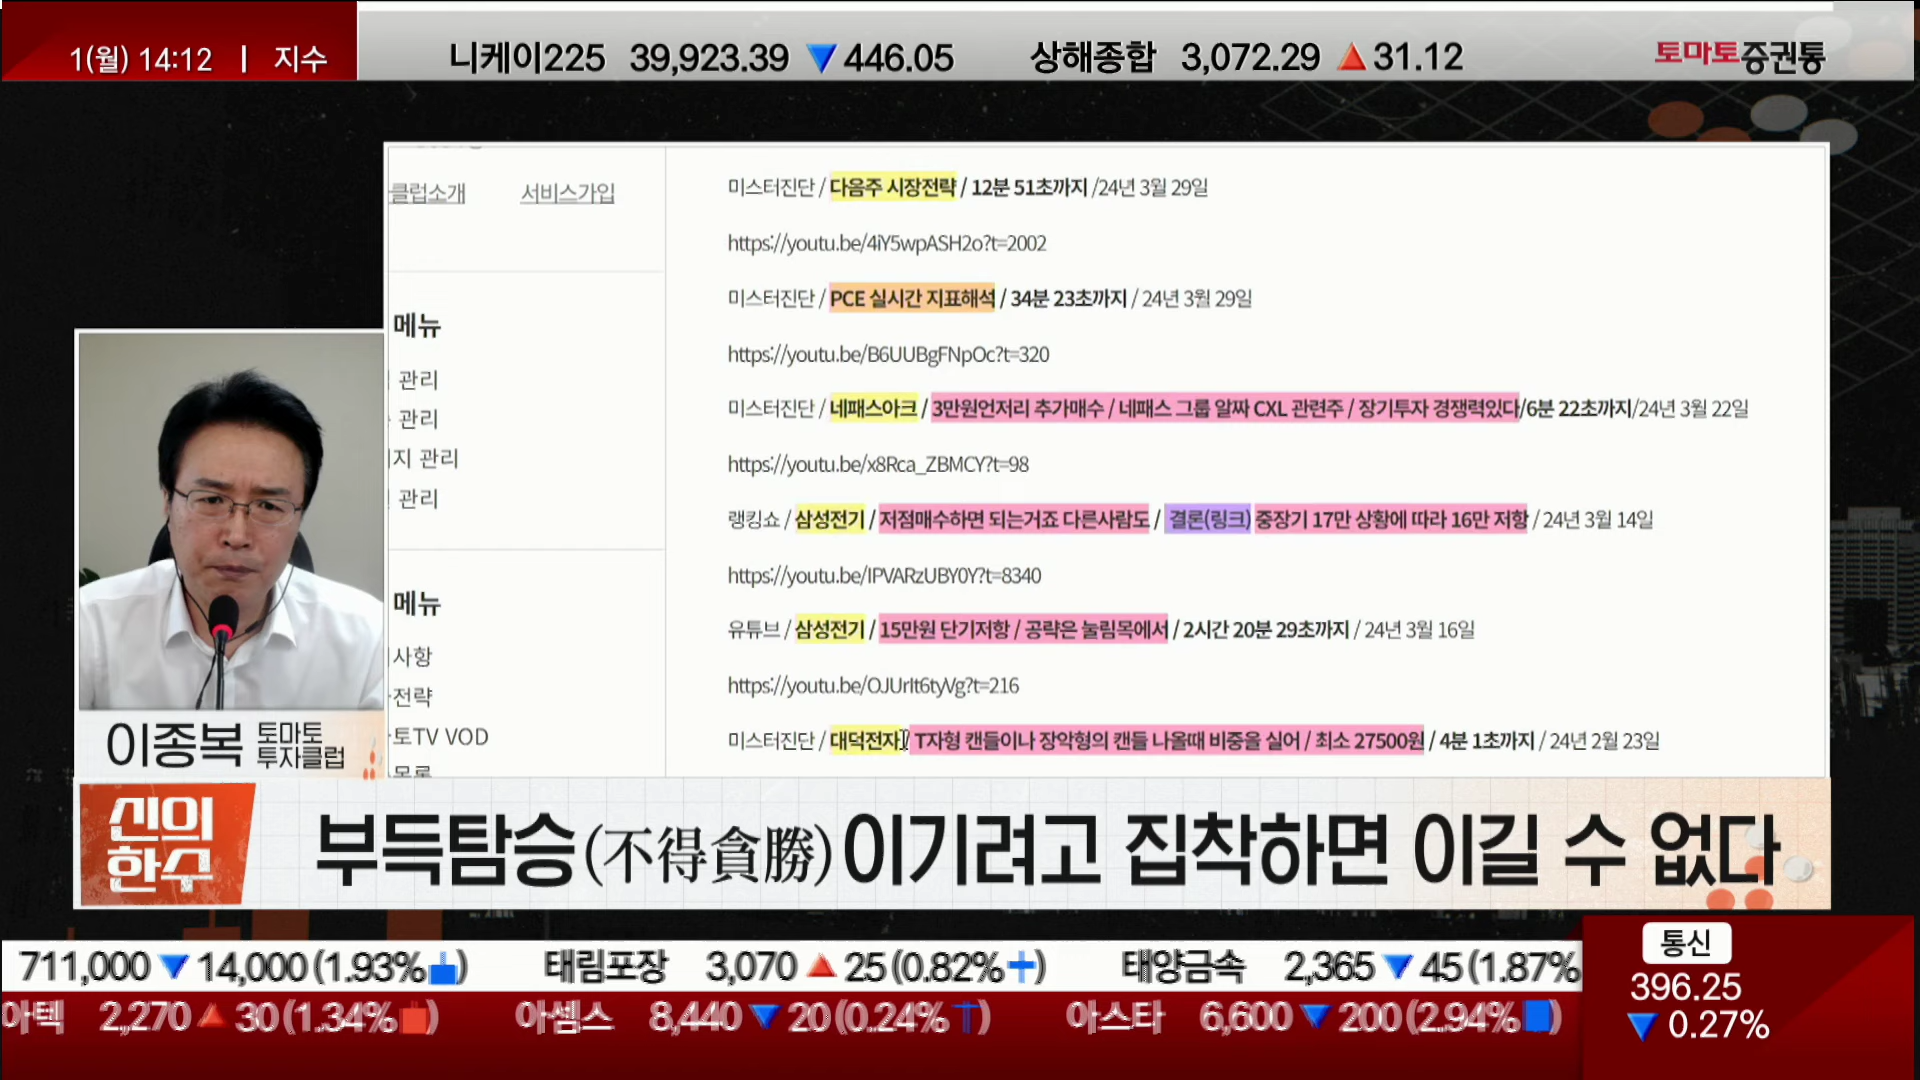 1(월) 14:12 | 지수
니케이225 39,923.39 ▼446.05 상해종합 3,072.29 ▲31.12
토마토증권통
클럽소개 서비스가입
메뉴
관리
관리
지 관리
관리
메뉴
사항
전략
토TV VOD
미스터진단 / 다음주 시장전략 / 12분 51초까지 /24년 3월 29일
https://youtu.be/4iY5wpASH2o?t=2002
미스터진단 / PCE 실시간 지표해석 / 34분 23초까지 / 24년 3월 29일
https://youtu.be/B6UUBgFNpOc?t=320
미스터진단 / 네패스아크 / 3만원언저리 추가매수 / 네패스 그룹 알짜 CXL 관련주 / 장기투자 경쟁력있다/6분 22초까지/24년 3월 22일
https://youtu.be/x8Rca_ZBMCY?t=98
랭킹쇼 / 삼성전기 / 저점매수하면 되는거죠 다른사람도 / 결론(링크) 중장기 17만 상황에 따라 16만 저항 / 24년 3월 14일
https://youtu.be/IPVARzUBY0Y?t=8340
유튜브 / 삼성전기 / 15만원 단기저항 / 공략은 눌림목에서 / 2시간 20분 29초까지 / 24년 3월 16일
https://youtu.be/OJUrIt6tyVg?t=216
미스터진단 / 대덕전자 / T자형 캔들이나 장악형의 캔들 나올때 비중을 실어 / 최소 27500원 / 4분 1초까지 / 24년 2월 23일
이종복 토마토
투자클럽
신의
한수
부득탐승(不得貪勝) 이기려고 집착하면 이길 수 없다
711,000 ▼14,000(1.93%) 태림포장 3,070 ▲25(0.82%) 태양금속 2,365 ▼45(1.87%
아텍 2,270 ▲30(1.34%) 아셈스 8,440 ▼20(0.24%) 아스타 6,600 ▼200(2.94%)
통신
396.25
▼ 0.27%